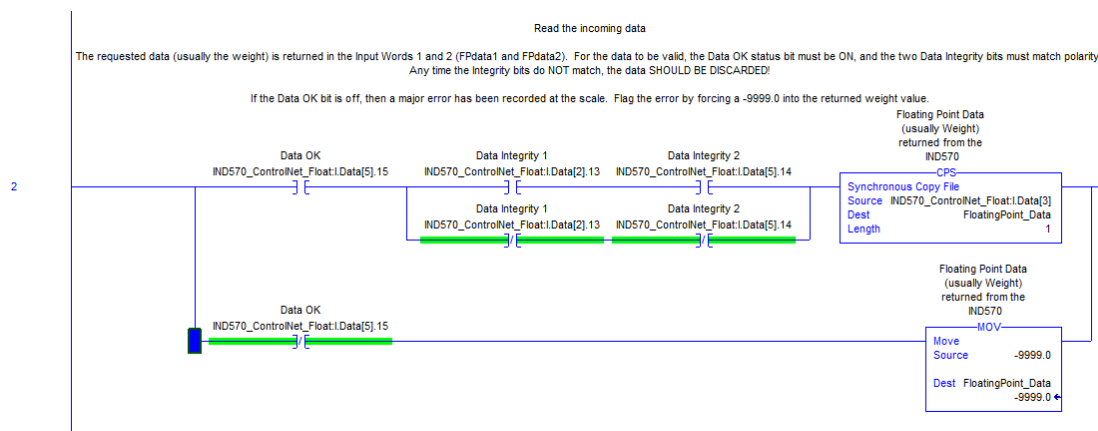 Read the incoming data
The requested data (usually the weight) is returned in the Input Words 1 and 2 (FPdata1 and FPdata2).  For the data to be valid, the Data OK status bit must be ON, and the two Data Integrity bits must match polarity
Any time the Integrity bits do NOT match, the data SHOULD BE DISCARDED!
If the Data OK bit is off, then a major error has been recorded at the scale.  Flag the error by forcing a -9999.0 into the returned weight value.
Floating Point Data
(usually Weight)
returned from the
IND570
Data OK
IND570_ControlNet_Float:I.Data[5].15
Data Integrity 1
IND570_ControlNet_Float:I.Data[2].13
Data Integrity 2
IND570_ControlNet_Float:I.Data[5].14
2
CPS
Synchronous Copy File
Source IND570_ControlNet_Float:I.Data[3]
Dest FloatingPoint_Data
Length 1
Data Integrity 1
IND570_ControlNet_Float:I.Data[2].13
Data Integrity 2
IND570_ControlNet_Float:I.Data[5].14
Floating Point Data
(usually Weight)
returned from the
IND570
Data OK
IND570_ControlNet_Float:I.Data[5].15
MOV
Move
Source -9999.0
Dest FloatingPoint_Data
-9999.0